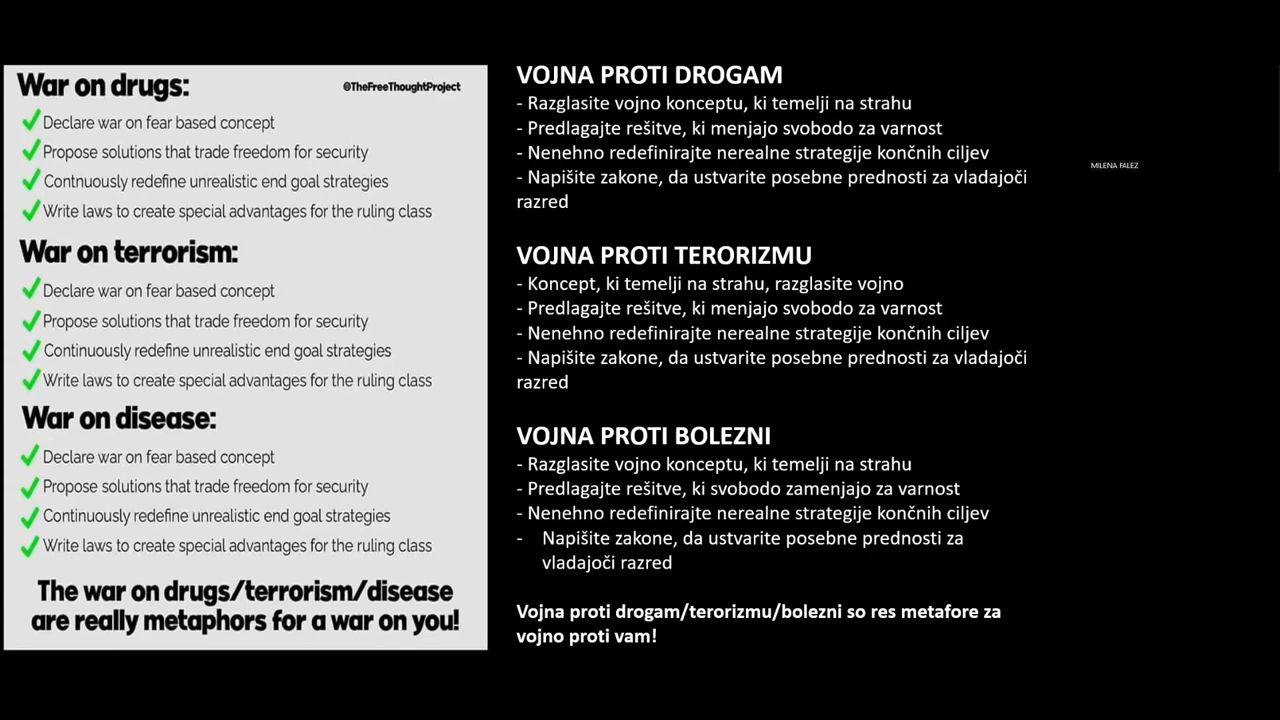 War on drugs:
@TheFreeThoughtProject
Declare war on fear based concept
Propose solutions that trade freedom for security
Contnuously redefine unrealistic end goal strategies
Write laws to create special advantages for the ruling class
War on terrorism:
Declare war on fear based concept
Propose solutions that trade freedom for security
Continuously redefine unrealistic end goal strategies
Write laws to create special advantages for the ruling class
War on disease:
Declare war on fear based concept
Propose solutions that trade freedom for security
Continuously redefine unrealistic end goal strategies
Write laws to create special advantages for the ruling class
The war on drugs/terrorism/disease
are really metaphors for a war on you!
VOJNA PROTI DROGAM
- Razglasite vojno konceptu, ki temelji na strahu
- Predlagajte rešitve, ki menjajo svobodo za varnost
- Nenehno redefinirajte nerealne strategije končnih ciljev
- Napišite zakone, da ustvarite posebne prednosti za vladajoči
razred
VOJNA PROTI TERORIZMU
- Koncept, ki temelji na strahu, razglasite vojno
- Predlagajte rešitve, ki menjajo svobodo za varnost
- Nenehno redefinirajte nerealne strategije končnih ciljev
- Napišite zakone, da ustvarite posebne prednosti za vladajoči
razred
VOJNA PROTI BOLEZNI
- Razglasite vojno konceptu, ki temelji na strahu
- Predlagajte rešitve, ki svobodo zamenjajo za varnost
- Nenehno redefinirajte nerealne strategije končnih ciljev
- Napišite zakone, da ustvarite posebne prednosti za
vladajoči razred
Vojna proti drogam/terorizmu/bolezni so res metafore za
vojno proti vam!
MILENA FALEZ